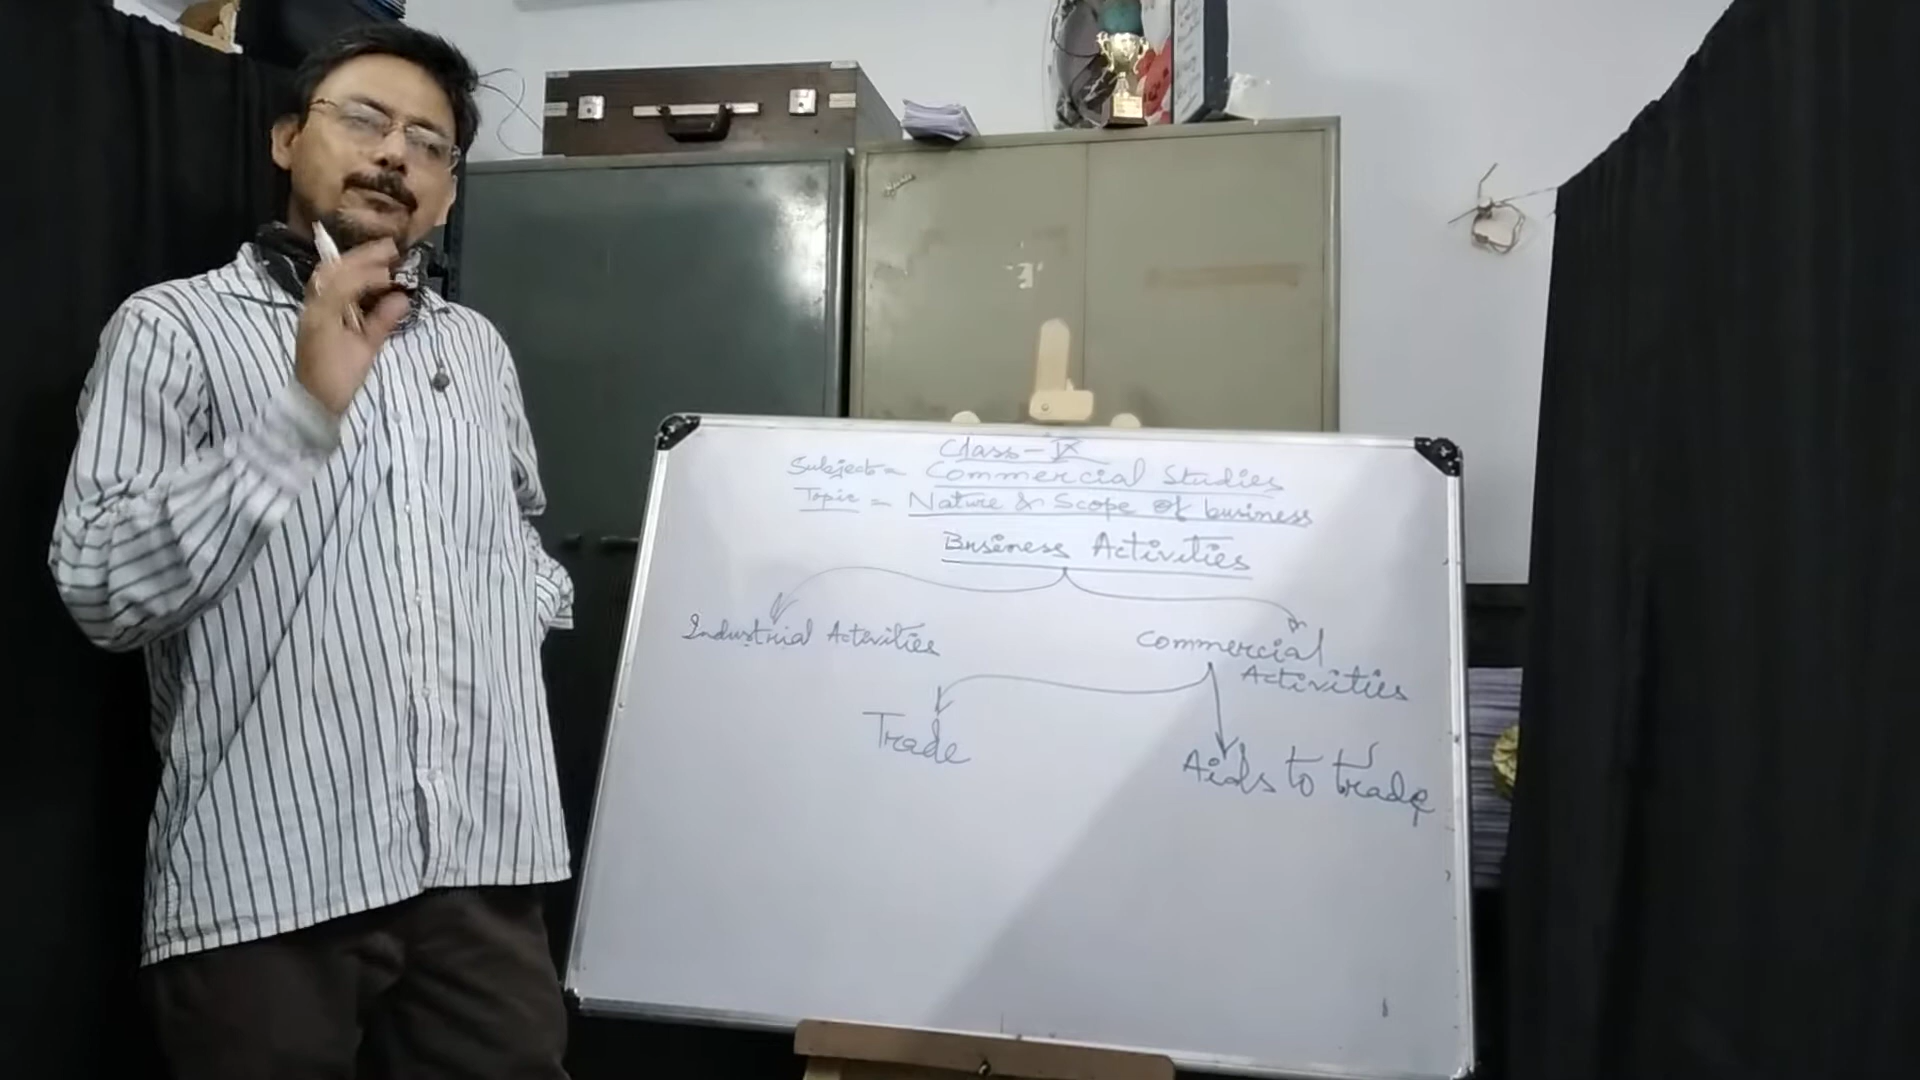 Class-IX
Subject = Commercial Studies
Topic = Nature & Scope of business
Business Activities
Industrial Activities
Commercial
Activities
Trade
Aids to trade